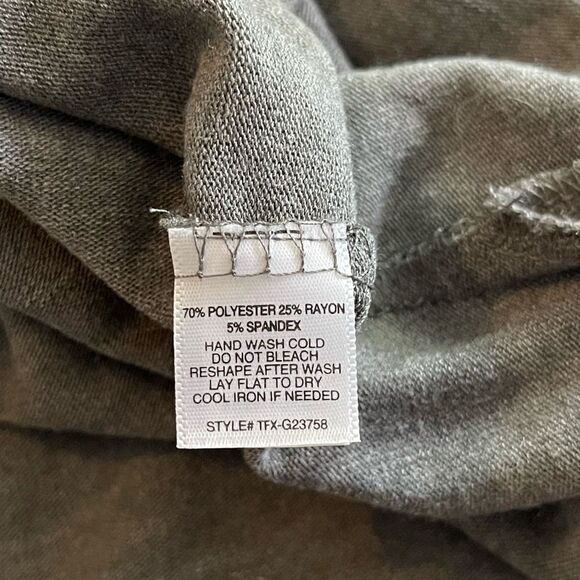 70% POLYESTER 25% RAYON
5% SPANDEX
HAND WASH COLD
DO NOT BLEACH
RESHAPE AFTER WASH
LAY FLAT TO DRY
COOL IRON IF NEEDED
STYLE# TFX-G23758